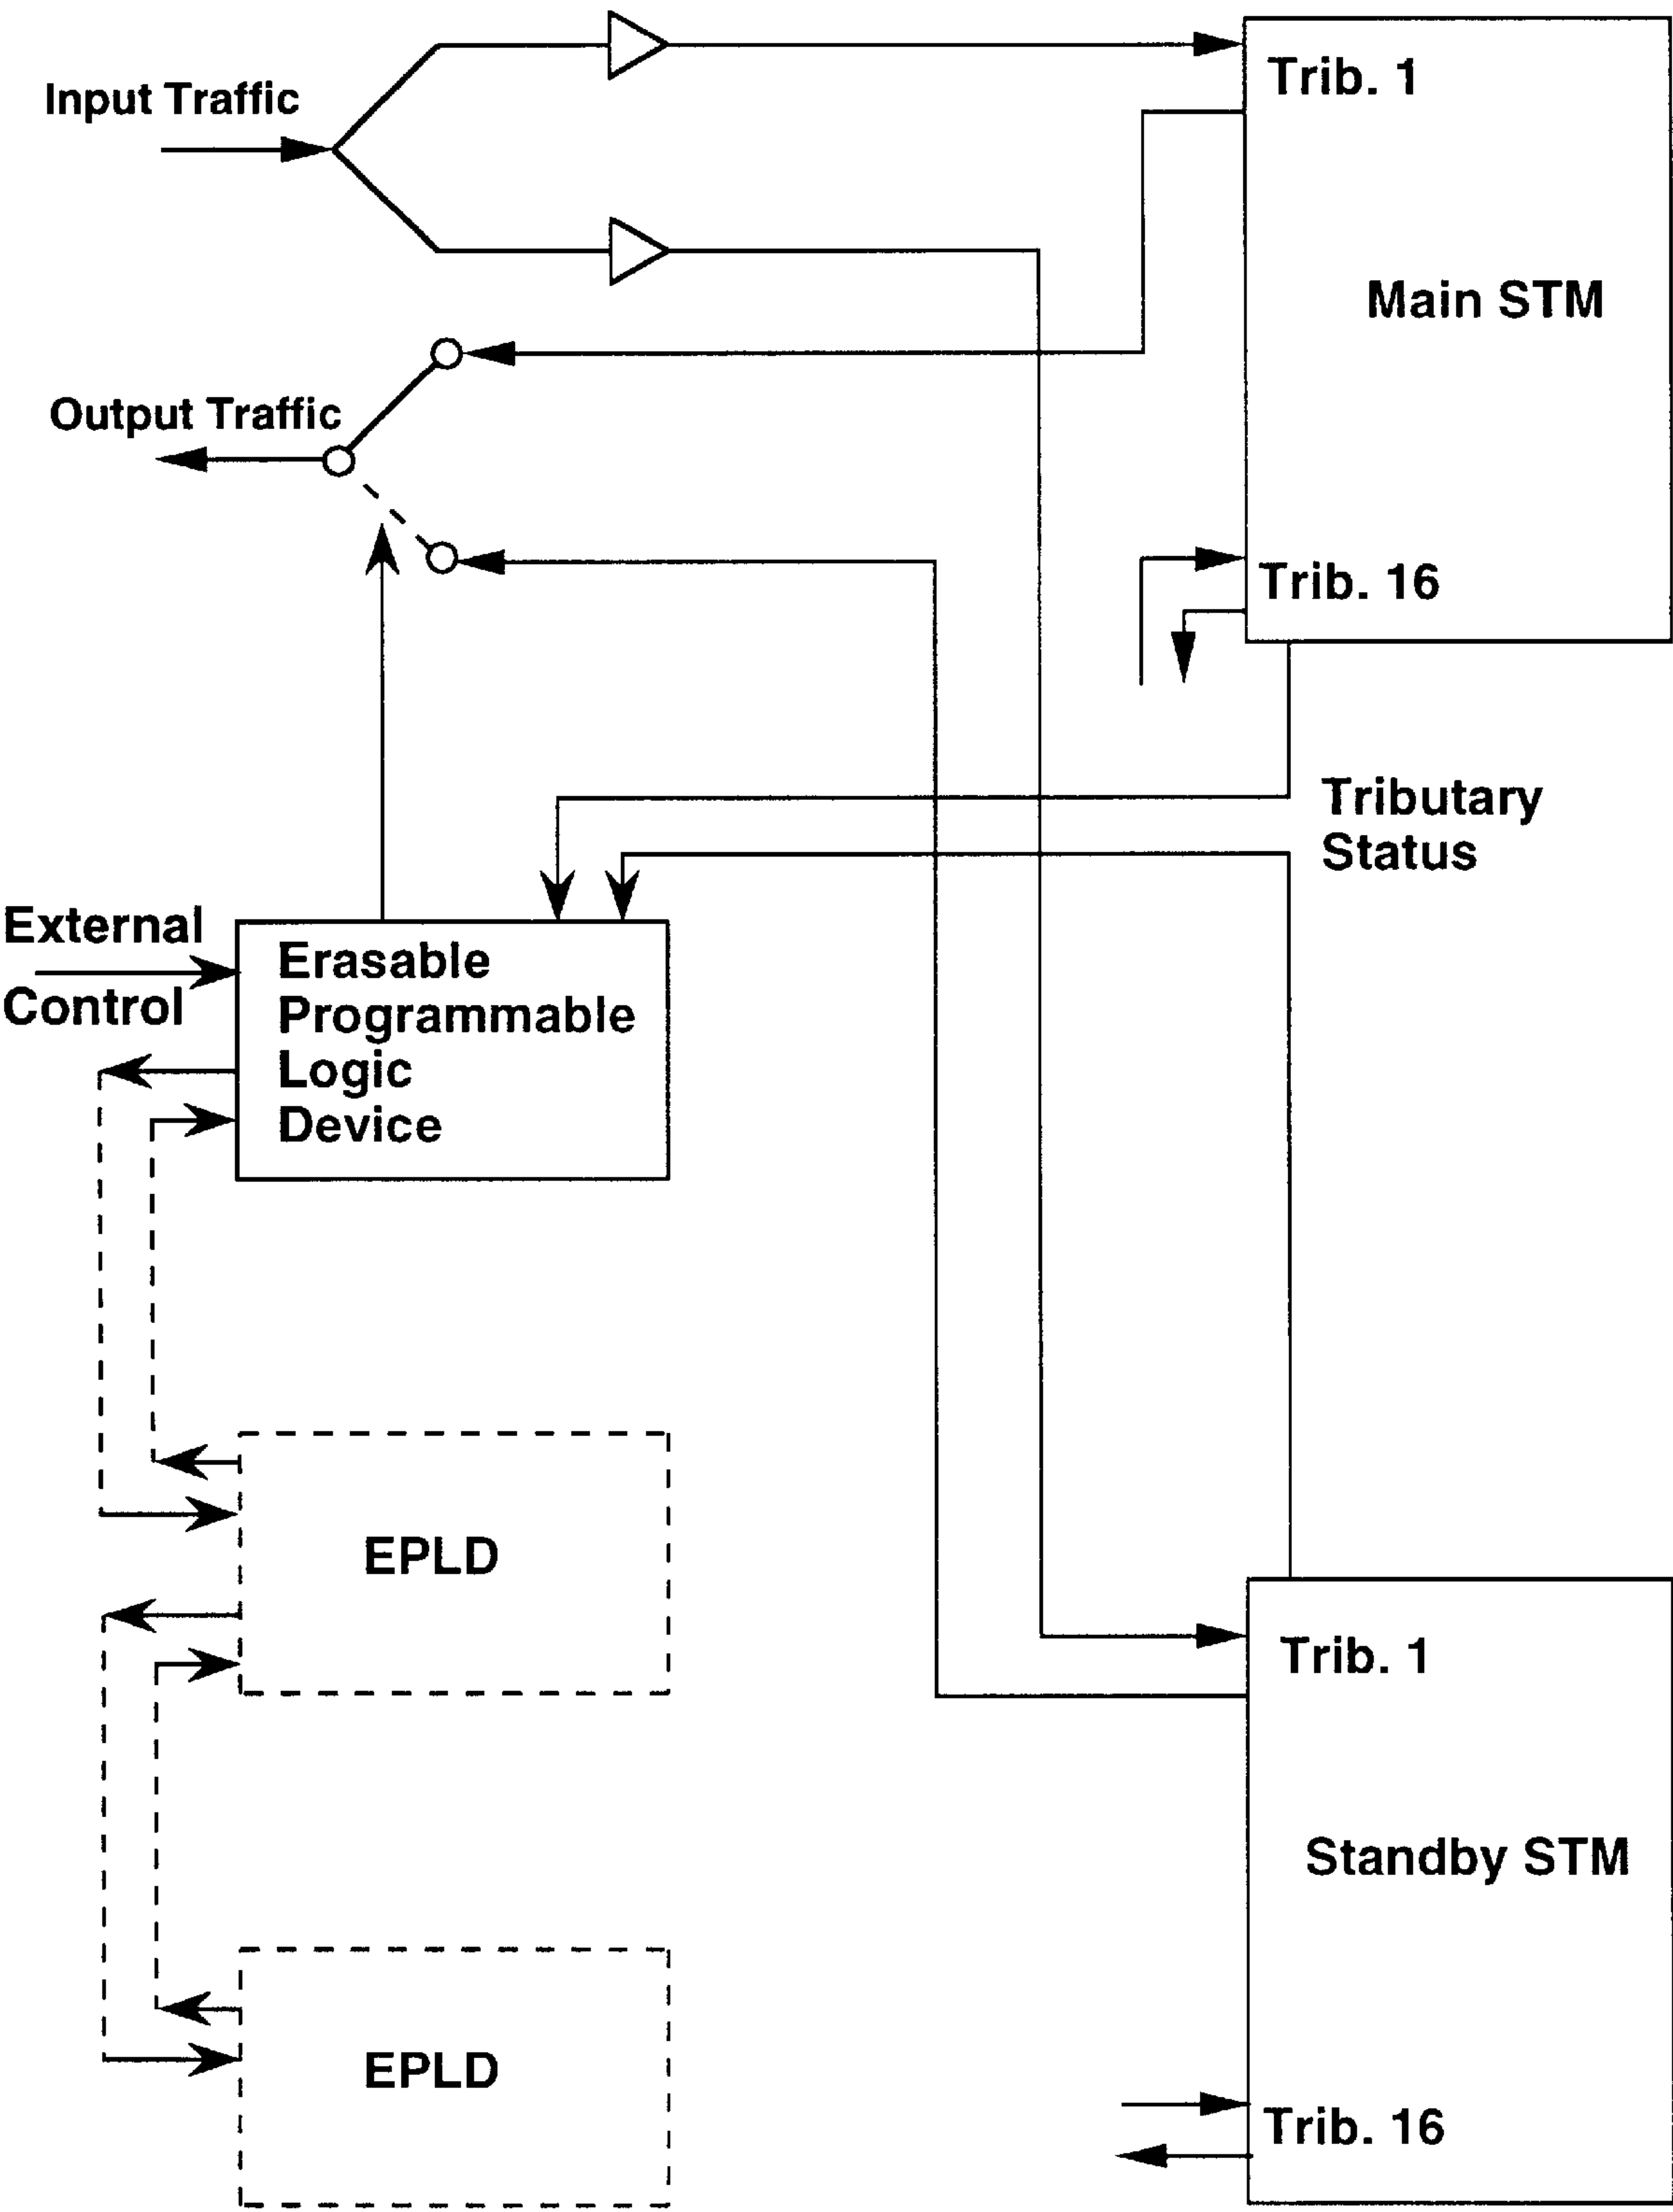 Input Traffic
Trib. 1
Main STM
Output Traffic
Trib. 16
Tributary
Status
External
Control
Erasable
Programmable
Logic
Device
EPLD
Trib. 1
Standby STM
EPLD
Trib. 16